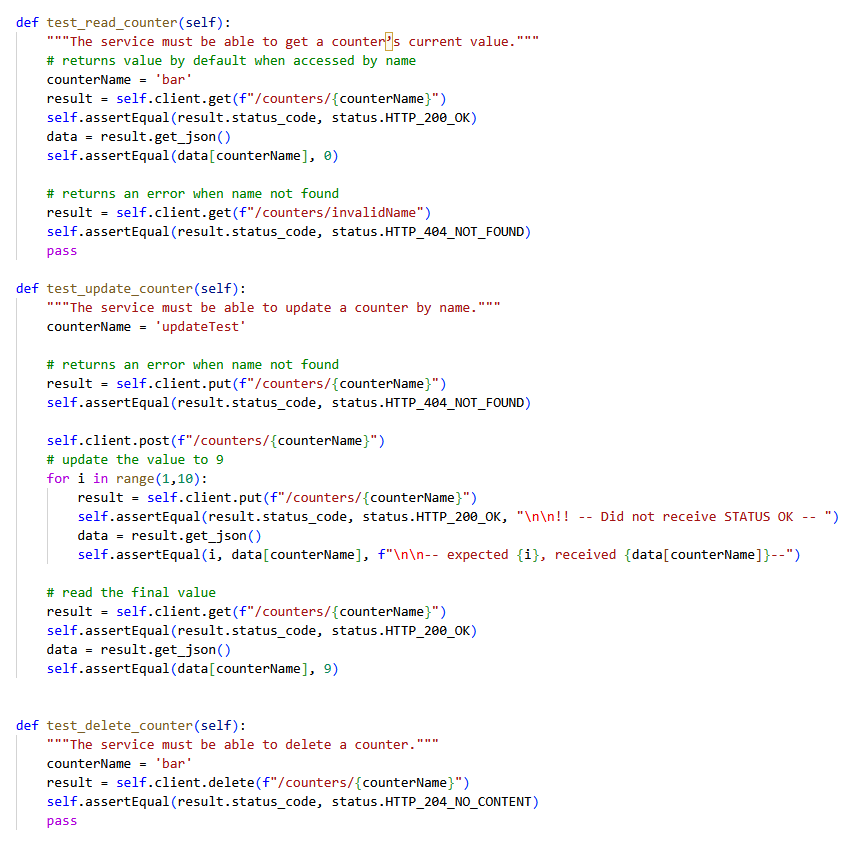 def test_read_counter(self):
    """The service must be able to get a counter’s current value."""
    # returns value by default when accessed by name
    counterName = 'bar'
    result = self.client.get(f"/counters/{counterName}")
    self.assertEqual(result.status_code, status.HTTP_200_OK)
    data = result.get_json()
    self.assertEqual(data[counterName], 0)

    # returns an error when name not found
    result = self.client.get(f"/counters/invalidName")
    self.assertEqual(result.status_code, status.HTTP_404_NOT_FOUND)
    pass

def test_update_counter(self):
    """The service must be able to update a counter by name."""
    counterName = 'updateTest'

    # returns an error when name not found
    result = self.client.put(f"/counters/{counterName}")
    self.assertEqual(result.status_code, status.HTTP_404_NOT_FOUND)

    self.client.post(f"/counters/{counterName}")
    # update the value to 9
    for i in range(1,10):
        result = self.client.put(f"/counters/{counterName}")
        self.assertEqual(result.status_code, status.HTTP_200_OK, "\n\n!! -- Did not receive STATUS OK -- ")
        data = result.get_json()
        self.assertEqual(i, data[counterName], f"\n\n-- expected {i}, received {data[counterName]}--")

    # read the final value
    result = self.client.get(f"/counters/{counterName}")
    self.assertEqual(result.status_code, status.HTTP_200_OK)
    data = result.get_json()
    self.assertEqual(data[counterName], 9)


def test_delete_counter(self):
    """The service must be able to delete a counter."""
    counterName = 'bar'
    result = self.client.delete(f"/counters/{counterName}")
    self.assertEqual(result.status_code, status.HTTP_204_NO_CONTENT)
    pass